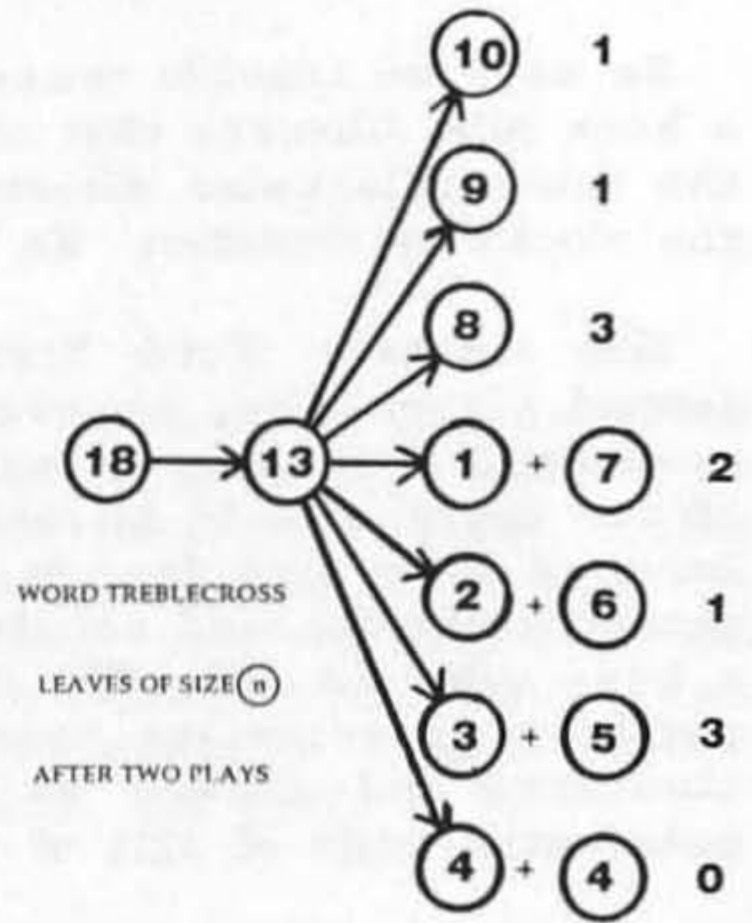 10 1
9 1
8 3
18 13 1 + 7 2
2 + 6 1
WORD TREBLECROSS
LEAVES OF SIZE n
3 + 5 3
AFTER TWO PLAYS
4 + 4 0